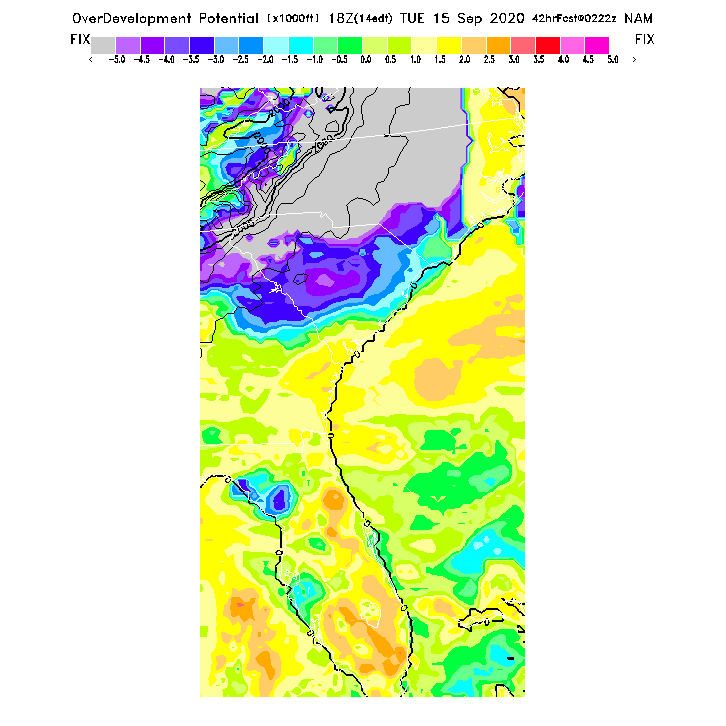 OverDevelopment Potential [x1000ft] 18Z(14edt) TUE 15 Sep 2020 42hrFcst@0222z NAM
FIX FIX
< -5.0 -4.5 -4.0 -3.5 -3.0 -2.5 -2.0 -1.5 -1.0 -0.5 0.0 0.5 1.0 1.5 2.0 2.5 3.0 3.5 4.0 4.5 5.0 >